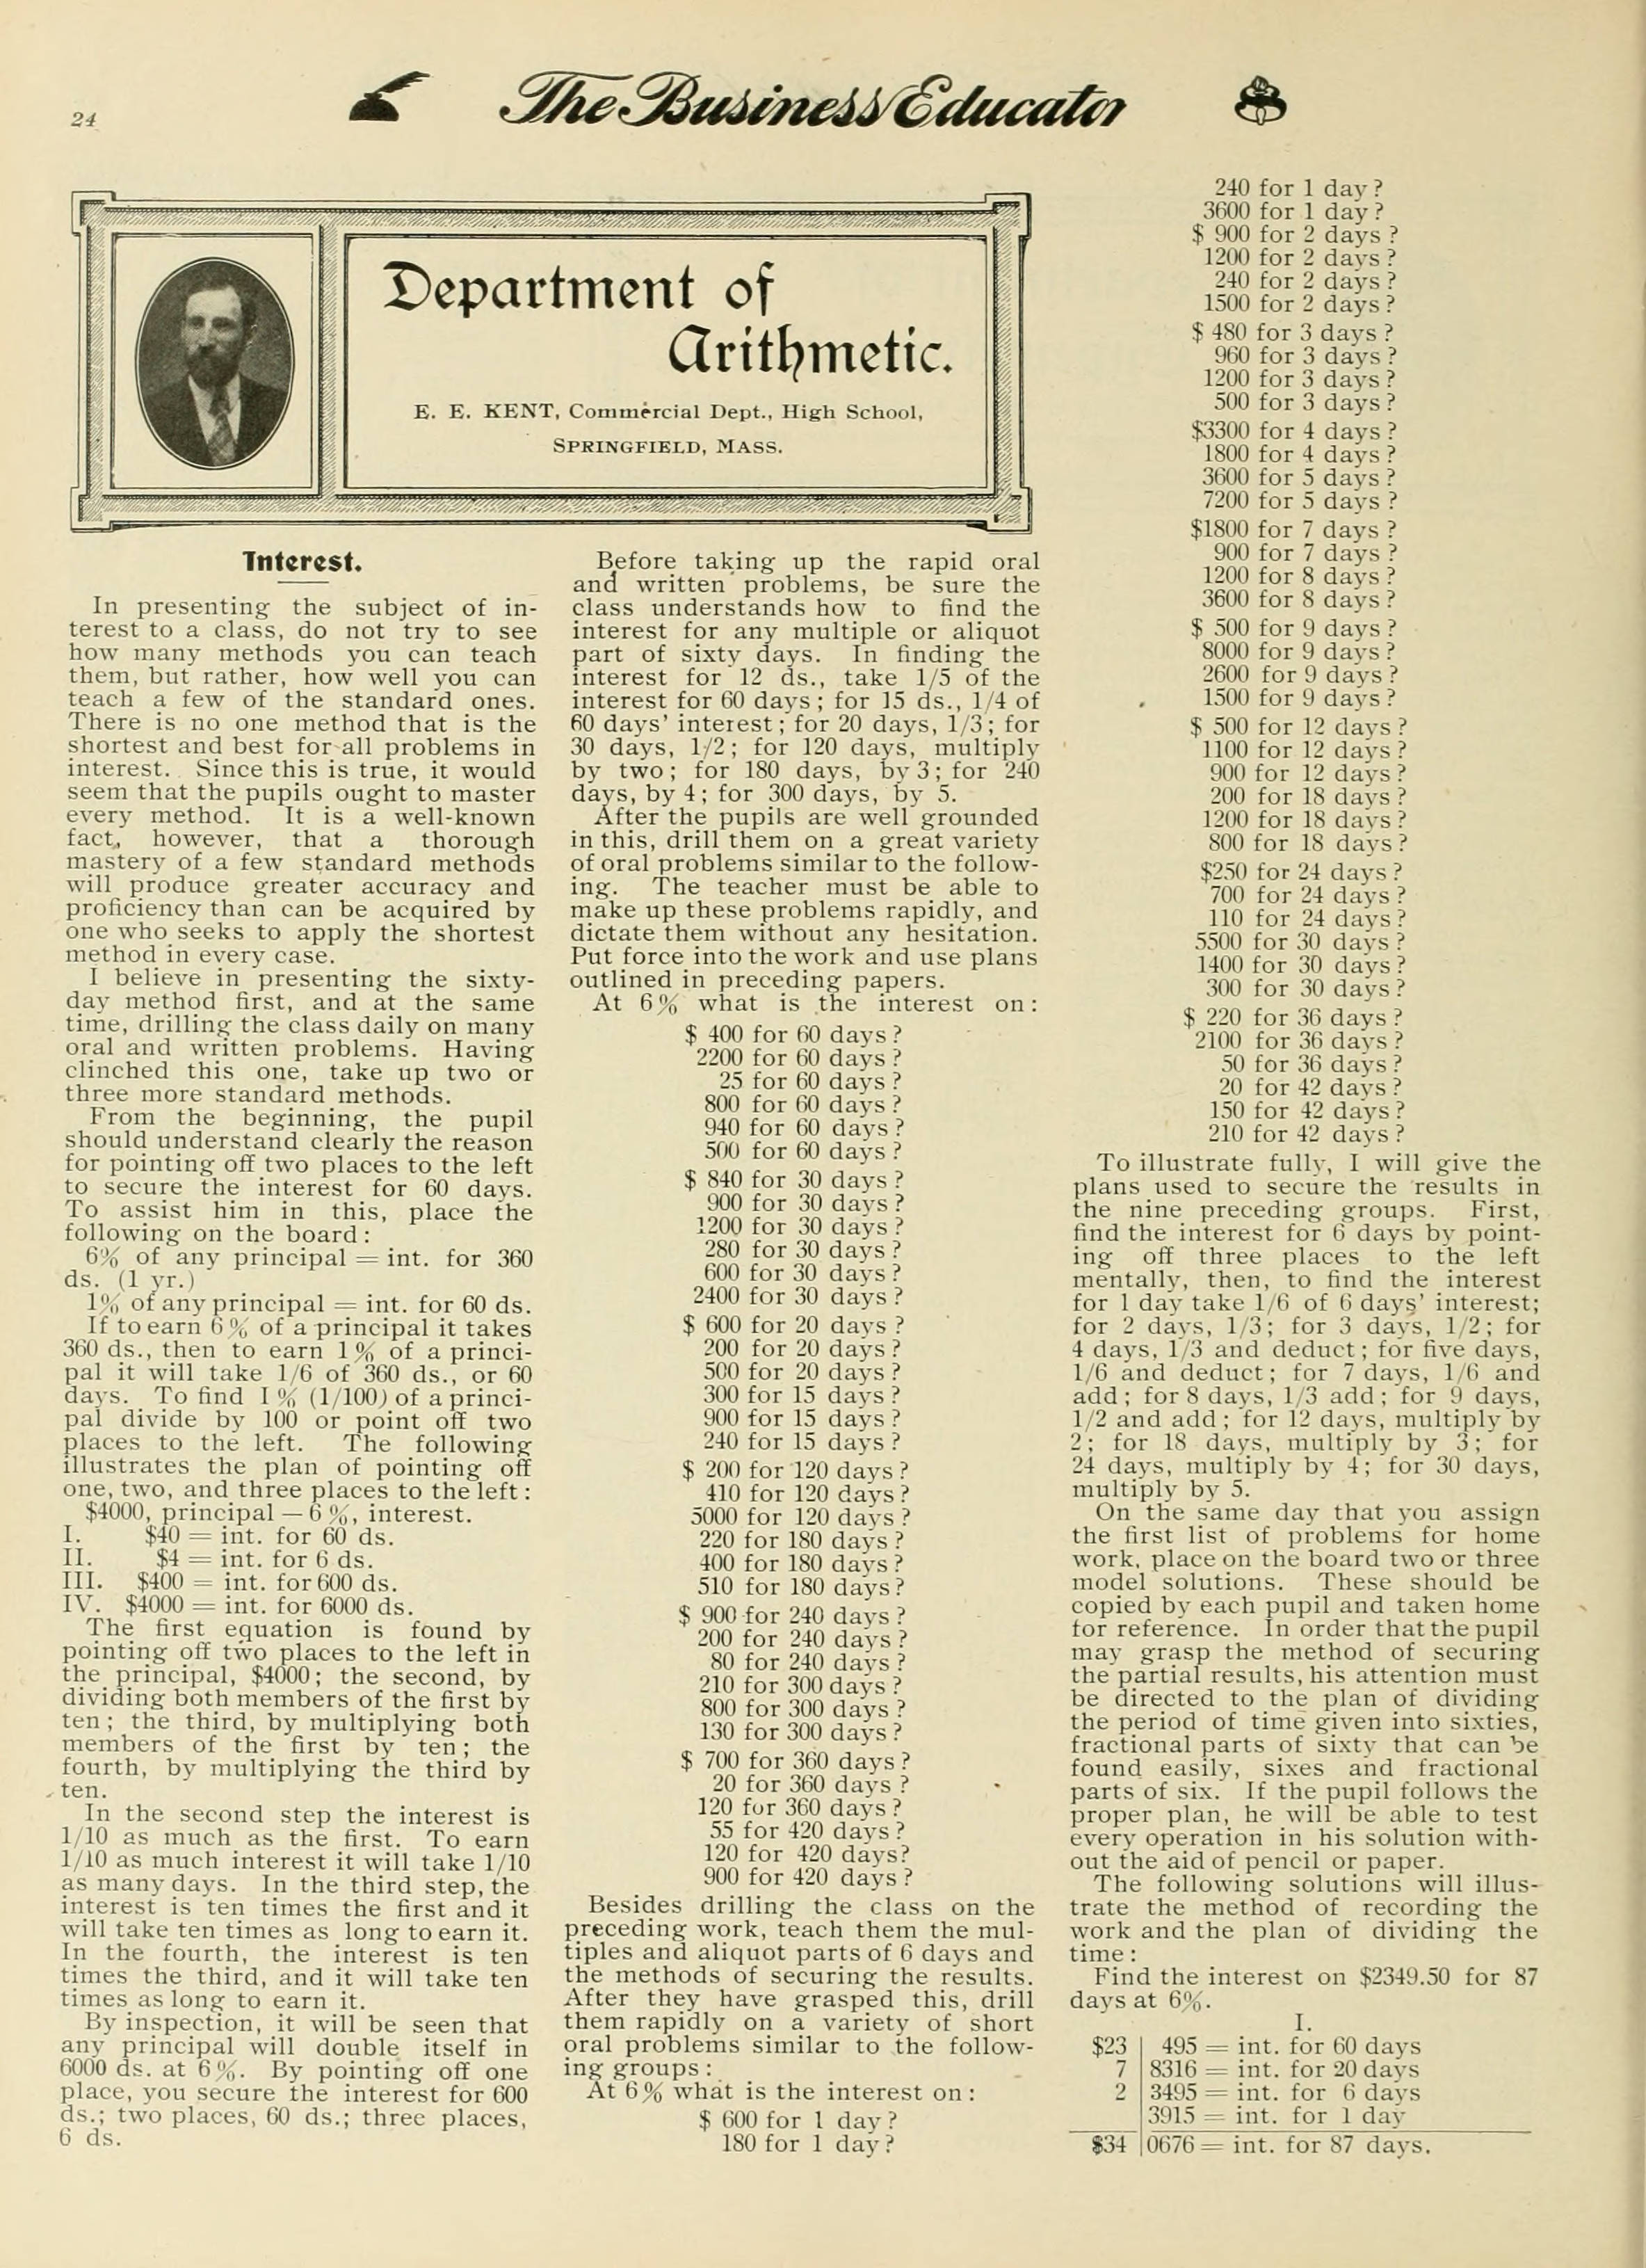 24
The Business Educator
Department of
Arithmetic.
E. E. KENT, Commercial Dept., High School,
SPRINGFIELD, MASS.
Interest.
In presenting the subject of in-
terest to a class, do not try to see
how many methods you can teach
them, but rather, how well you can
teach a few of the standard ones.
There is no one method that is the
shortest and best for all problems in
interest. Since this is true, it would
seem that the pupils ought to master
every method. It is a well-known
fact, however, that a thorough
mastery of a few standard methods
will produce greater accuracy and
proficiency than can be acquired by
one who seeks to apply the shortest
method in every case.
I believe in presenting the sixty-
day method first, and at the same
time, drilling the class daily on many
oral and written problems. Having
clinched this one, take up two or
three more standard methods.
From the beginning, the pupil
should understand clearly the reason
for pointing off two places to the left
to secure the interest for 60 days.
To assist him in this, place the
following on the board:
6% of any principal = int. for 360
ds. (1 yr.)
1% of any principal = int. for 60 ds.
If to earn 6% of a principal it takes
360 ds., then to earn 1% of a princi-
pal it will take 1/6 of 360 ds., or 60
days. To find 1% (1/100) of a princi-
pal divide by 100 or point off two
places to the left. The following
illustrates the plan of pointing off
one, two, and three places to the left:
$4000, principal — 6%, interest.
I. $40 = int. for 60 ds.
II. $4 = int. for 6 ds.
III. $400 = int. for 600 ds.
IV. $4000 = int. for 6000 ds.
The first equation is found by
pointing off two places to the left in
the principal, $4000; the second, by
dividing both members of the first by
ten; the third, by multiplying both
members of the first by ten; the
fourth, by multiplying the third by
ten.
In the second step the interest is
1/10 as much as the first. To earn
1/10 as much interest it will take 1/10
as many days. In the third step, the
interest is ten times the first and it
will take ten times as long to earn it.
In the fourth, the interest is ten
times the third, and it will take ten
times as long to earn it.
By inspection, it will be seen that
any principal will double itself in
6000 ds. at 6%. By pointing off one
place, you secure the interest for 600
ds.; two places, 60 ds.; three places,
6 ds.
Before taking up the rapid oral
and written problems, be sure the
class understands how to find the
interest for any multiple or aliquot
part of sixty days. In finding the
interest for 12 ds., take 1/5 of the
interest for 60 days; for 15 ds., 1/4 of
60 days' interest; for 20 days, 1/3; for
30 days, 1/2; for 120 days, multiply
by two; for 180 days, by 3; for 240
days, by 4; for 300 days, by 5.
After the pupils are well grounded
in this, drill them on a great variety
of oral problems similar to the follow-
ing. The teacher must be able to
make up these problems rapidly, and
dictate them without any hesitation.
Put force into the work and use plans
outlined in preceding papers.
At 6% what is the interest on:
$ 400 for 60 days?
2200 for 60 days?
25 for 60 days?
800 for 60 days?
940 for 60 days?
500 for 60 days?
$ 840 for 30 days?
900 for 30 days?
1200 for 30 days?
280 for 30 days?
600 for 30 days?
2400 for 30 days?
$ 600 for 20 days?
200 for 20 days?
500 for 20 days?
300 for 15 days?
900 for 15 days?
240 for 15 days?
$ 200 for 120 days?
410 for 120 days?
5000 for 120 days?
220 for 180 days?
400 for 180 days?
510 for 180 days?
$ 900 for 240 days?
200 for 240 days?
80 for 240 days?
210 for 300 days?
800 for 300 days?
130 for 300 days?
$ 700 for 360 days?
20 for 360 days?
120 for 360 days?
55 for 420 days?
120 for 420 days?
900 for 420 days?
Besides drilling the class on the
preceding work, teach them the mul-
tiples and aliquot parts of 6 days and
the methods of securing the results.
After they have grasped this, drill
them rapidly on a variety of short
oral problems similar to the follow-
ing groups:
At 6% what is the interest on:
$ 600 for 1 day?
180 for 1 day?
240 for 1 day?
3600 for 1 day?
$ 900 for 2 days?
1200 for 2 days?
240 for 2 days?
1500 for 2 days?
$ 480 for 3 days?
960 for 3 days?
1200 for 3 days?
500 for 3 days?
$3300 for 4 days?
1800 for 4 days?
3600 for 5 days?
7200 for 5 days?
$1800 for 7 days?
900 for 7 days?
1200 for 8 days?
3600 for 8 days?
$ 500 for 9 days?
8000 for 9 days?
2600 for 9 days?
1500 for 9 days?
$ 500 for 12 days?
1100 for 12 days?
900 for 12 days?
200 for 18 days?
1200 for 18 days?
800 for 18 days?
$250 for 24 days?
700 for 24 days?
110 for 24 days?
5500 for 30 days?
1400 for 30 days?
300 for 30 days?
$ 220 for 36 days?
2100 for 36 days?
50 for 36 days?
20 for 42 days?
150 for 42 days?
210 for 42 days?
To illustrate fully, I will give the
plans used to secure the results in
the nine preceding groups. First,
find the interest for 6 days by point-
ing off three places to the left
mentally, then, to find the interest
for 1 day take 1/6 of 6 days' interest;
for 2 days, 1/3; for 3 days, 1/2; for
4 days, 1/3 and deduct; for five days,
1/6 and deduct; for 7 days, 1/6 and
add; for 8 days, 1/3 add; for 9 days,
1/2 and add; for 12 days, multiply by
2; for 18 days, multiply by 3; for
24 days, multiply by 4; for 30 days,
multiply by 5.
On the same day that you assign
the first list of problems for home
work, place on the board two or three
model solutions. These should be
copied by each pupil and taken home
for reference. In order that the pupil
may grasp the method of securing
the partial results, his attention must
be directed to the plan of dividing
the period of time given into sixties,
fractional parts of sixty that can be
found easily, sixes and fractional
parts of six. If the pupil follows the
proper plan, he will be able to test
every operation in his solution with-
out the aid of pencil or paper.
The following solutions will illus-
trate the method of recording the
work and the plan of dividing the
time:
Find the interest on $2349.50 for 87
days at 6%.
I.
$23 | 495 = int. for 60 days
7 | 8316 = int. for 20 days
2 | 3495 = int. for 6 days
| 3915 = int. for 1 day
$34 | 0676 = int. for 87 days.